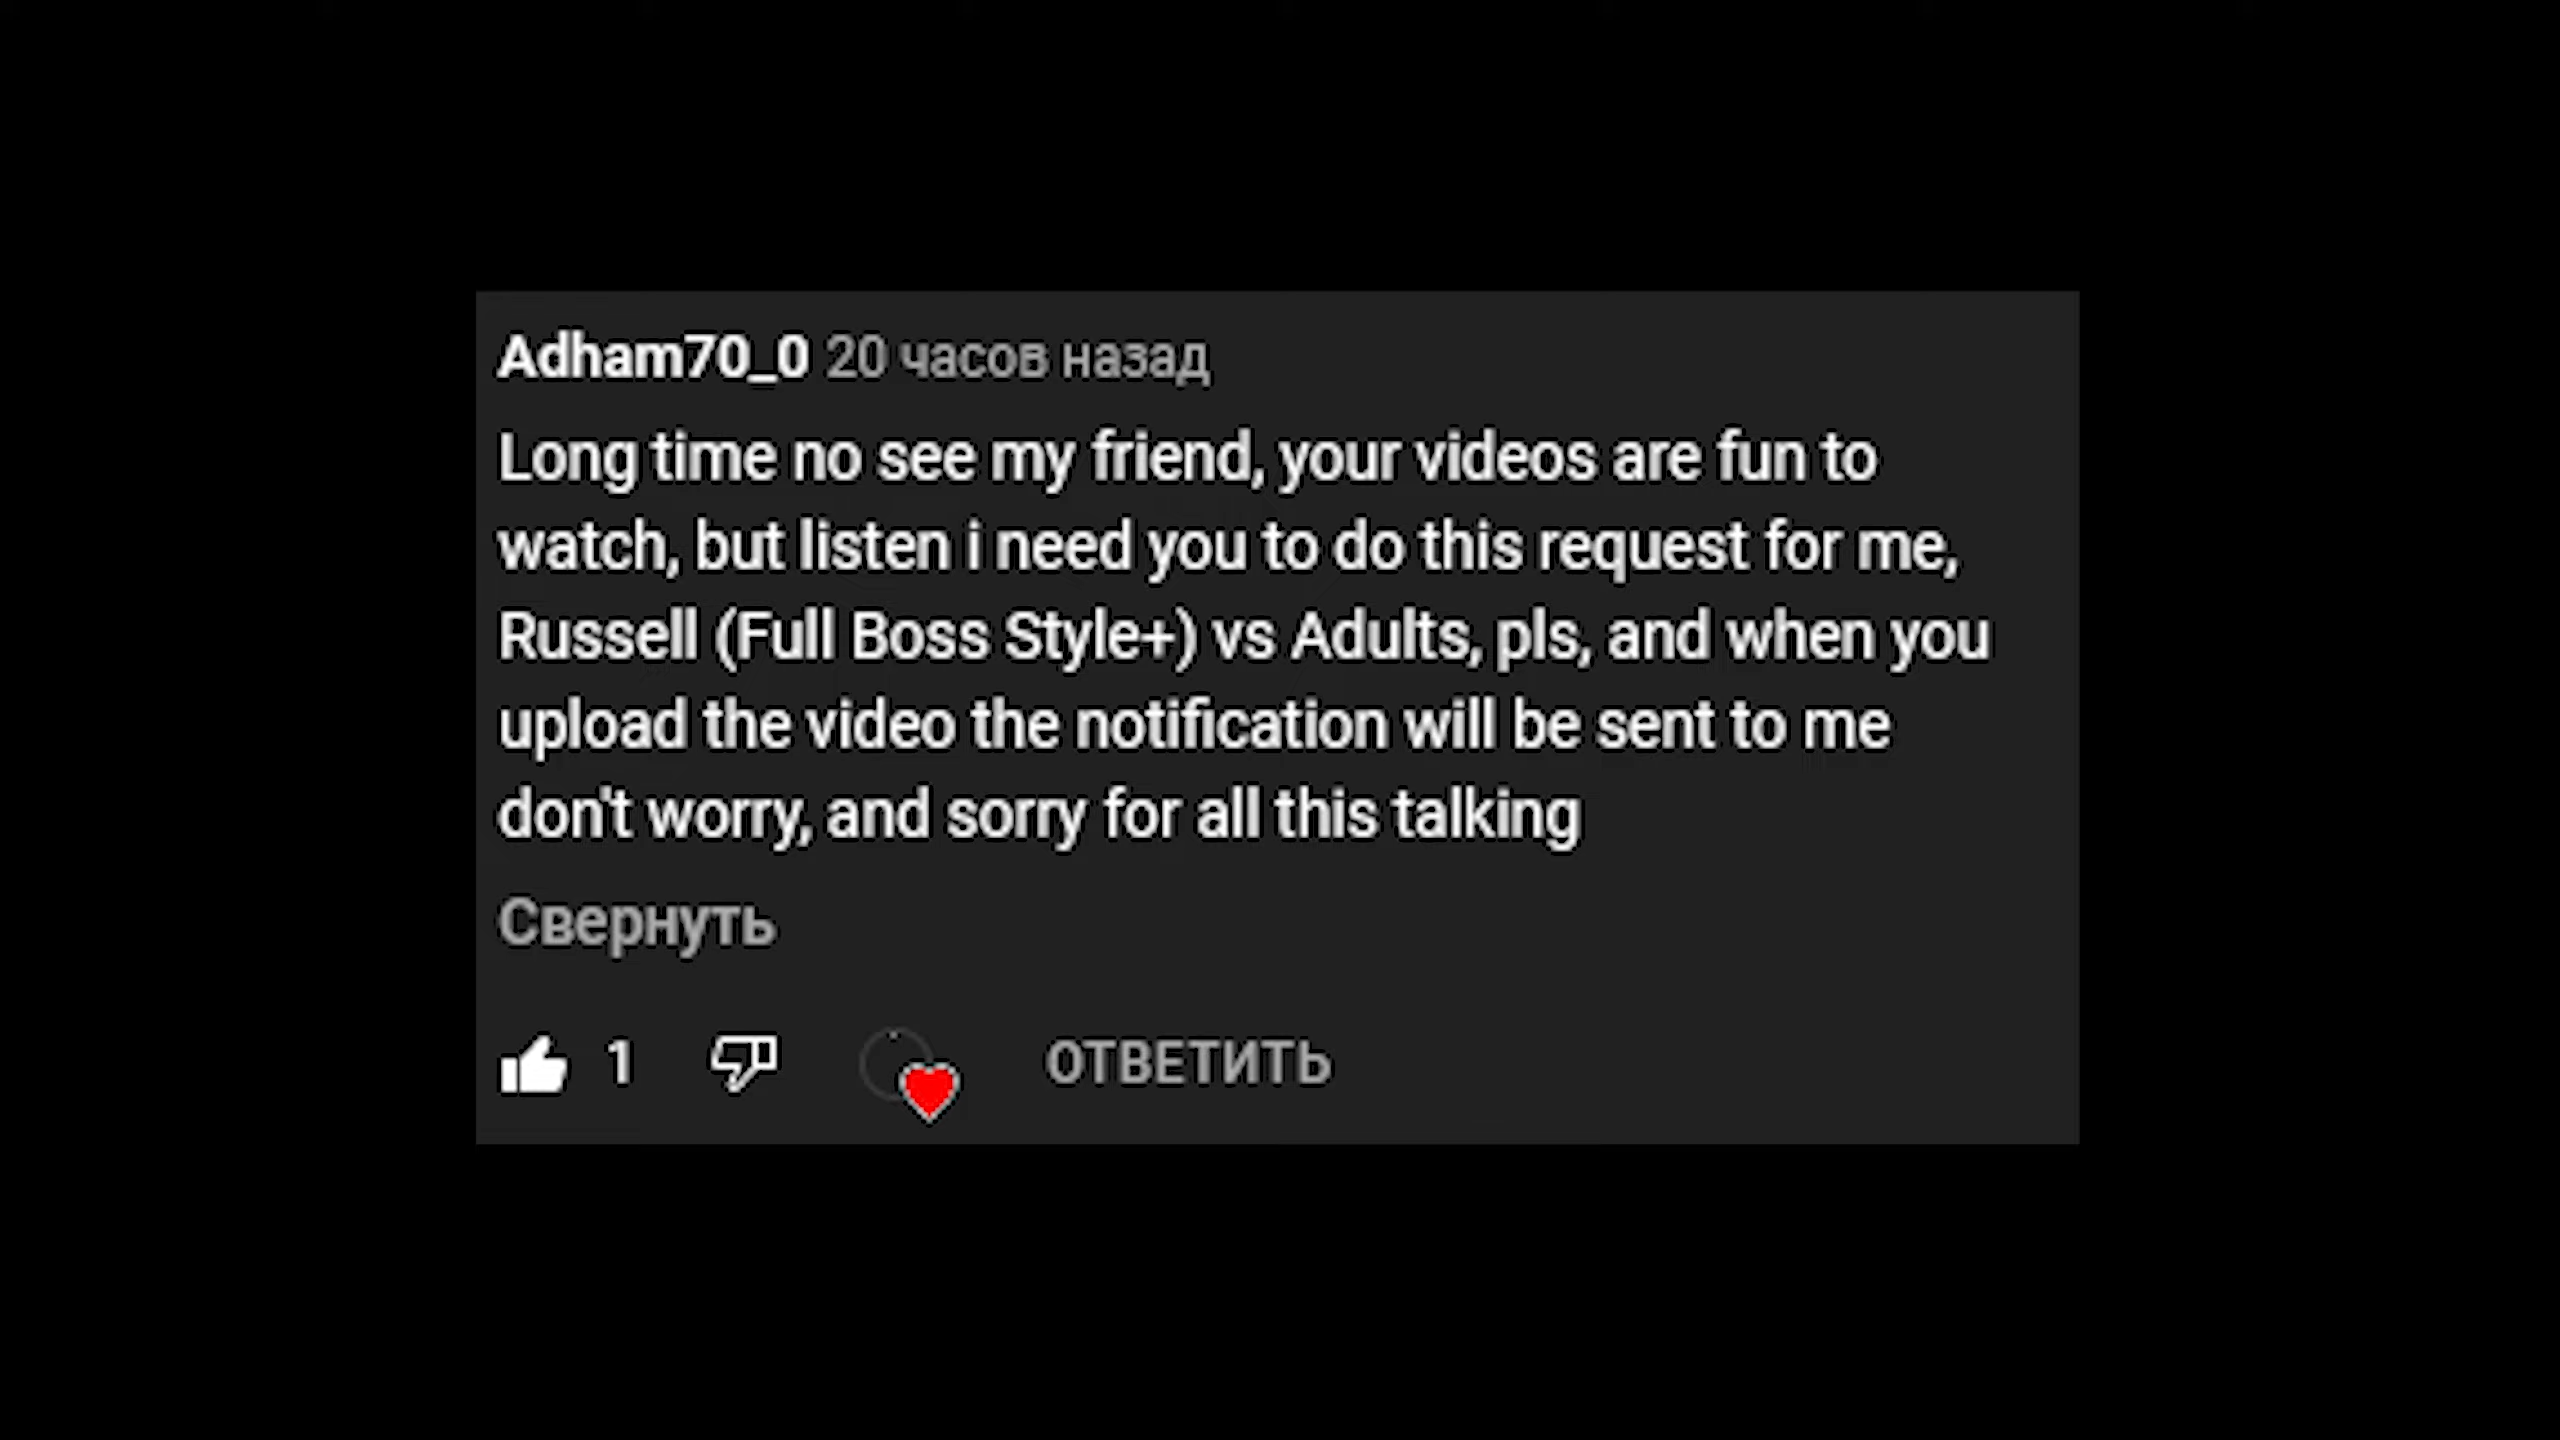 Adham70_0 20 часов назад
Long time no see my friend, your videos are fun to
watch, but listen i need you to do this request for me,
Russell (Full Boss Style+) vs Adults, pls, and when you
upload the video the notification will be sent to me
don't worry, and sorry for all this talking
Свернуть
1 ОТВЕТИТЬ